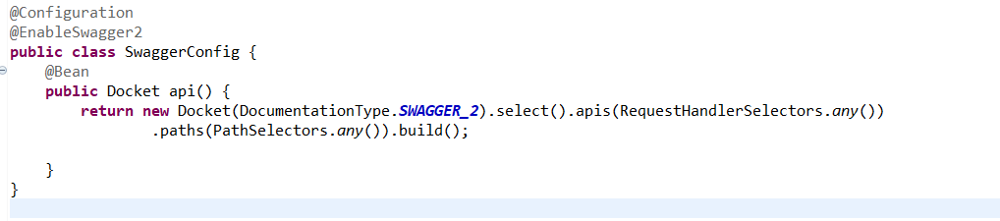 @Configuration
@EnableSwagger2
public class SwaggerConfig {
    @Bean
    public Docket api() {
        return new Docket(DocumentationType.SWAGGER_2).select().apis(RequestHandlerSelectors.any())
                .paths(PathSelectors.any()).build();
    }
}